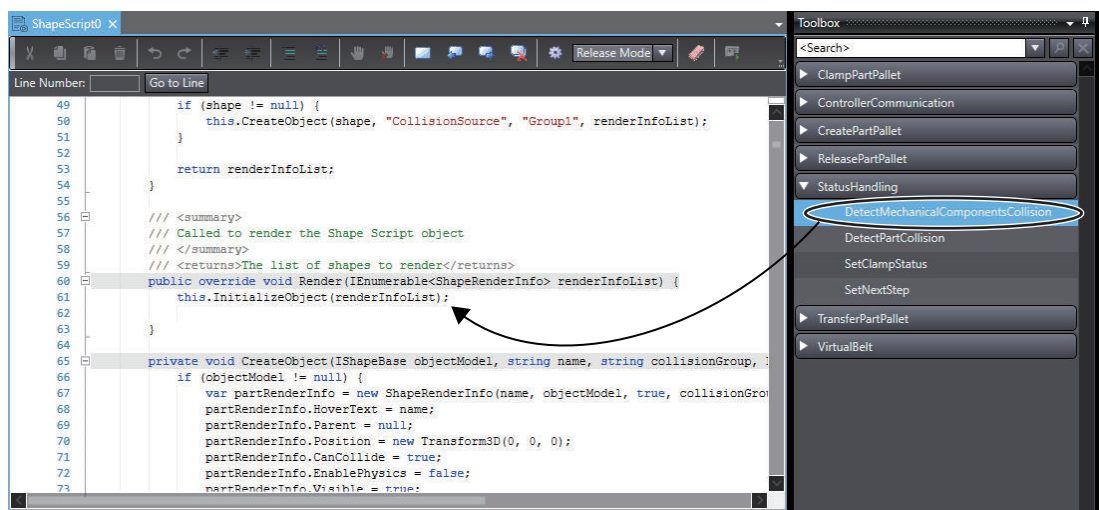 ShapeScript0
Release Mode
Line Number:
Go to Line
49 if (shape != null) {
50 this.CreateObject(shape, "CollisionSource", "Group1", renderInfoList);
51 }
52
53 return renderInfoList;
54 }
55
56 /// <summary>
57 /// Called to render the Shape Script object
58 /// </summary>
59 /// <returns>The list of shapes to render</returns>
60 public override void Render(IEnumerable<ShapeRenderInfo> renderInfoList) {
61 this.InitializeObject(renderInfoList);
62
63 }
64
65 private void CreateObject(IShapeBase objectModel, string name, string collisionGroup,
66 if (objectModel != null) {
67 var partRenderInfo = new ShapeRenderInfo(name, objectModel, true, collisionGrou
68 partRenderInfo.HoverText = name;
69 partRenderInfo.Parent = null;
70 partRenderInfo.Position = new Transform3D(0, 0, 0);
71 partRenderInfo.CanCollide = true;
72 partRenderInfo.EnablePhysics = false;
73 partRenderInfo.Visible = true;
Toolbox
<Search>
ClampPartPallet
ControllerCommunication
CreatePartPallet
ReleasePartPallet
StatusHandling
DetectMechanicalComponentsCollision
DetectPartCollision
SetClampStatus
SetNextStep
TransferPartPallet
VirtualBelt